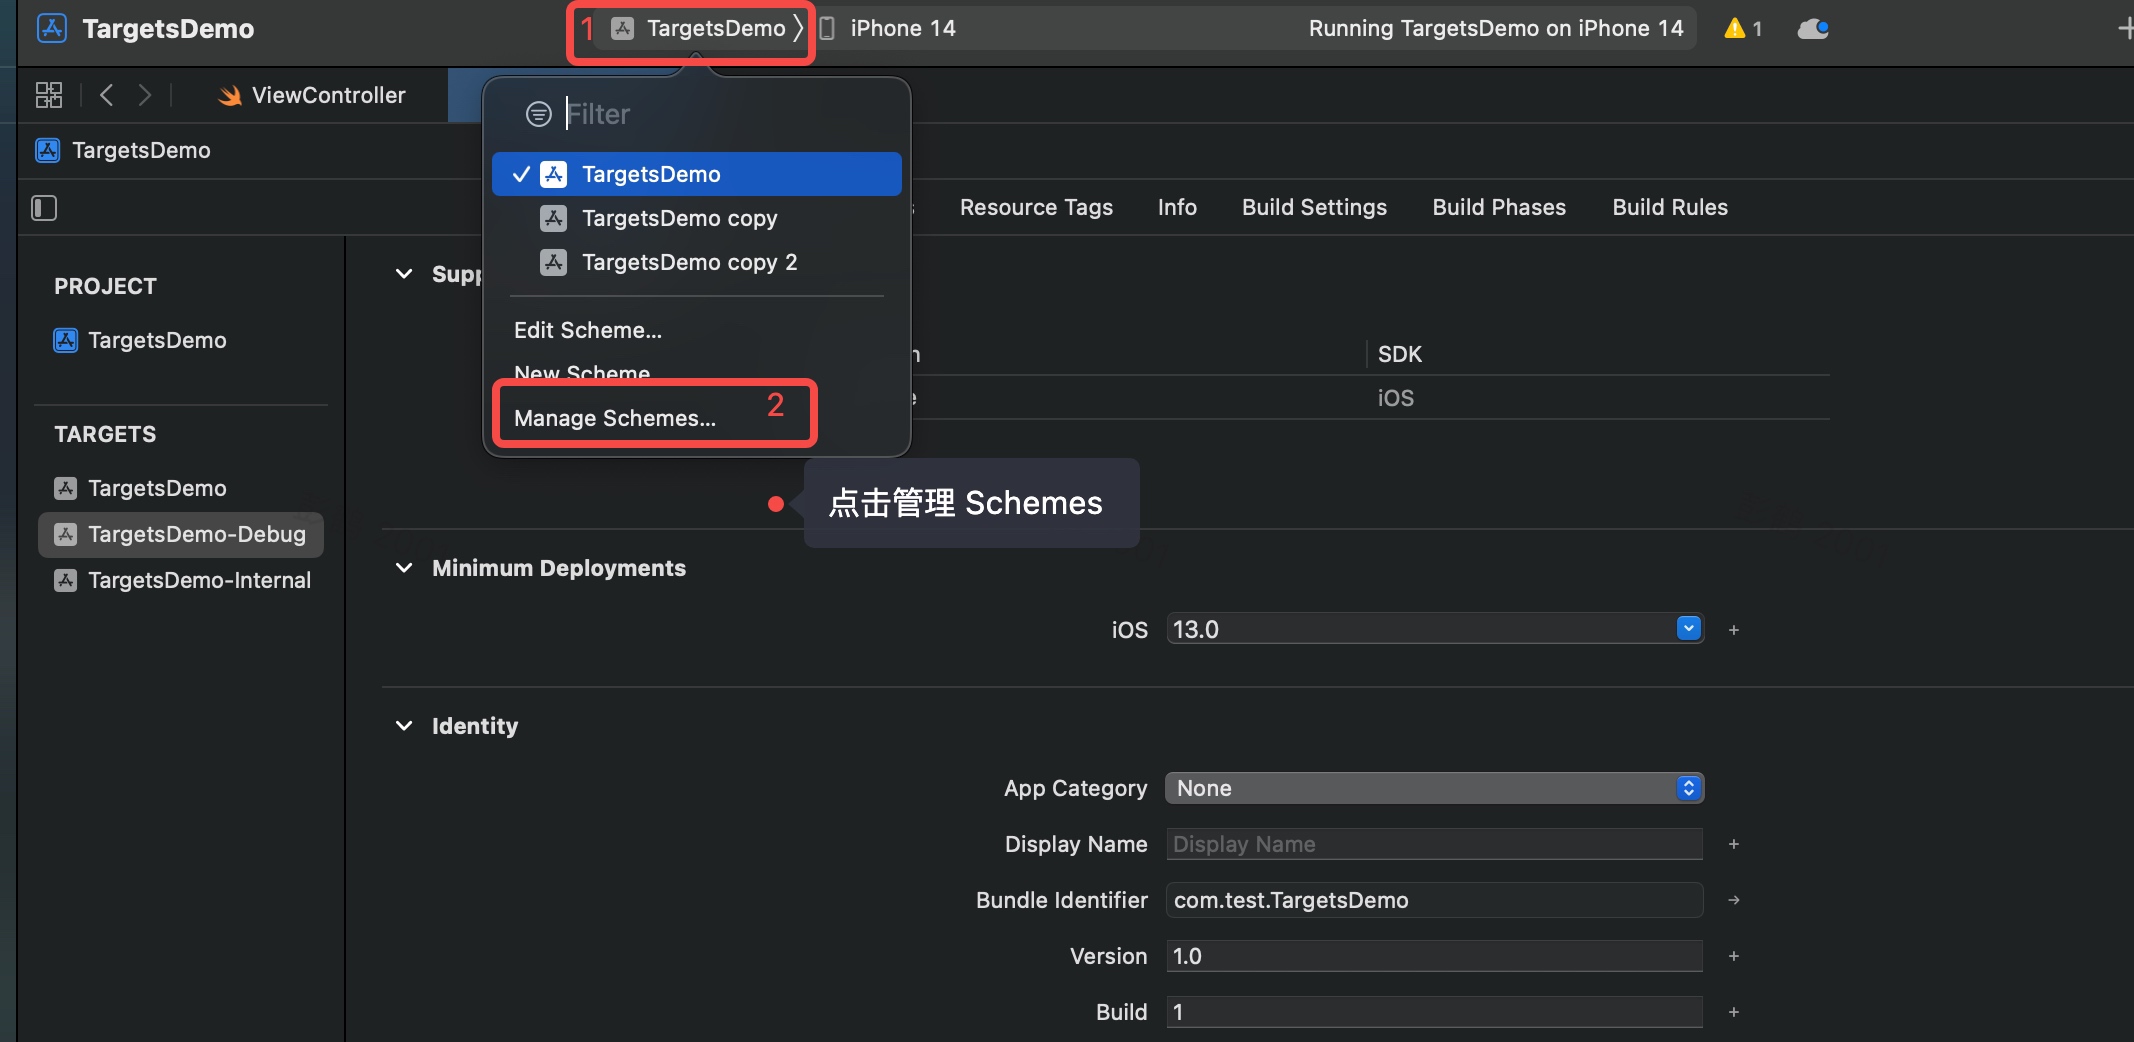 TargetsDemo
1 TargetsDemo
iPhone 14
Running TargetsDemo on iPhone 14
1
ViewController
TargetsDemo
Filter
TargetsDemo
TargetsDemo copy
TargetsDemo copy 2
Edit Scheme...
New Scheme
Manage Schemes...
2
点击管理 Schemes
Resource Tags
Info
Build Settings
Build Phases
Build Rules
PROJECT
TargetsDemo
TARGETS
TargetsDemo
TargetsDemo-Debug
TargetsDemo-Internal
Supp
SDK
iOS
Minimum Deployments
iOS 13.0
Identity
App Category None
Display Name Display Name
Bundle Identifier com.test.TargetsDemo
Version 1.0
Build 1